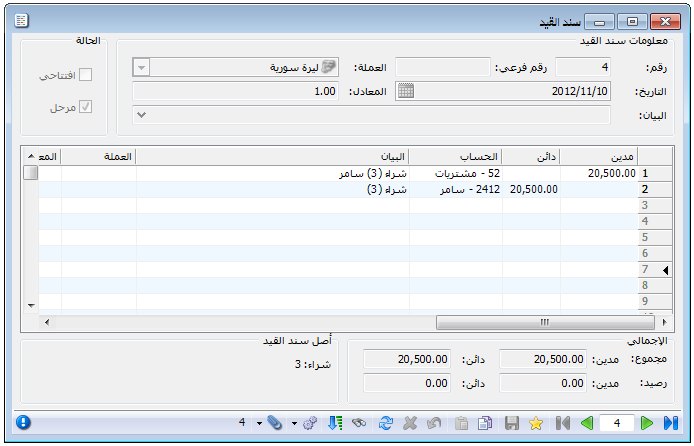 سند القيد
معلومات سند القيد
الحالة
رقم: 4 رقم فرعي: العملة: ليرة سورية
افتتاحي
التاريخ: 2012/11/10 المعادل: 1.00
مرحل
البيان:
مدين دائن الحساب البيان العملة المع
1 20,500.00 52 - مشتريات شراء (3) سامر
2 20,500.00 2412 - سامر شراء (3)
3
4
5
6
7
8
9
الإجمالي
أصل سند القيد
مجموع: مدين: 20,500.00 دائن: 20,500.00
شراء: 3
رصيد: مدين: 0.00 دائن: 0.00
4 4